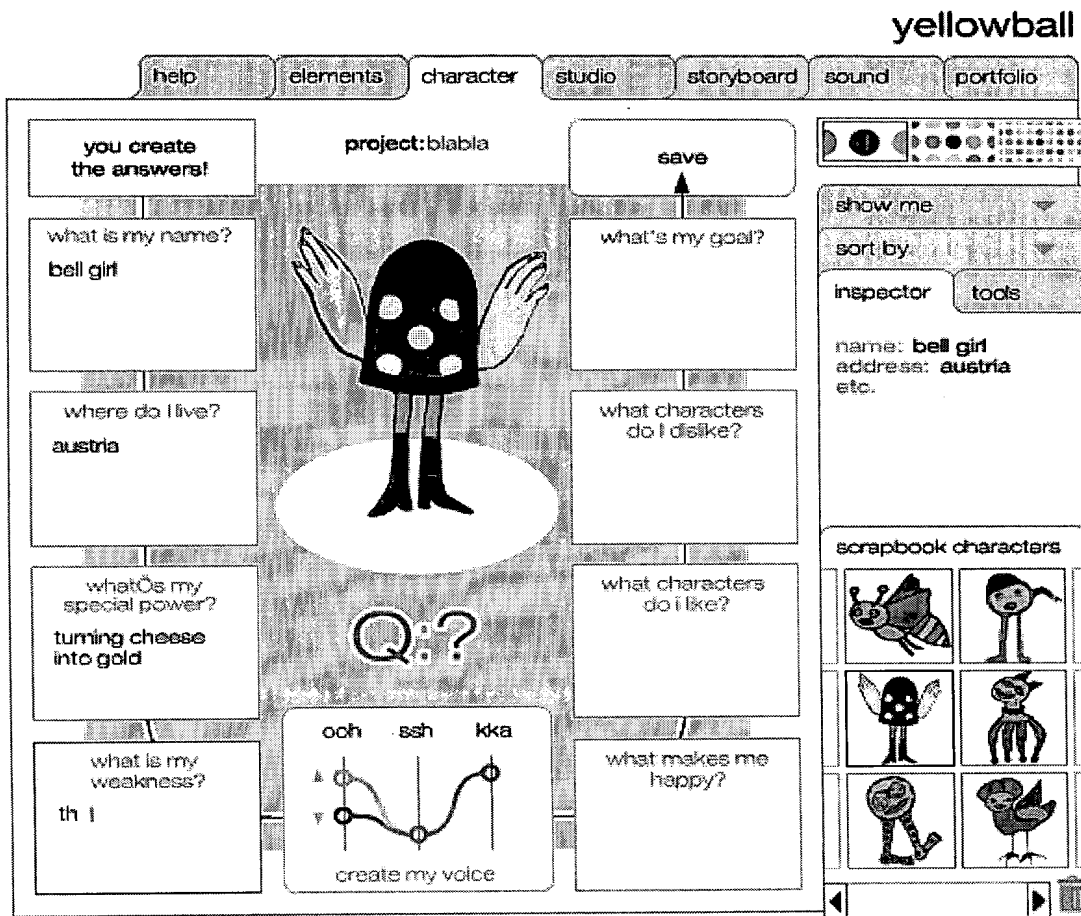 yellowball
help
elements
character
studio
storyboard
sound
portfolio
you create
the answers!
project:blabla
save
what is my name?
bell girl
where do I live?
austria
whatÕs my
special power?
turning cheese
into gold
what is my
weakness?
th
Q:?
ooh ssh kka
create my voice
what's my goal?
what characters
do I dislike?
what characters
do i like?
what makes me
happy?
show me
sort by
inspector
tools
name: bell girl
address: austria
etc.
scrapbook characters